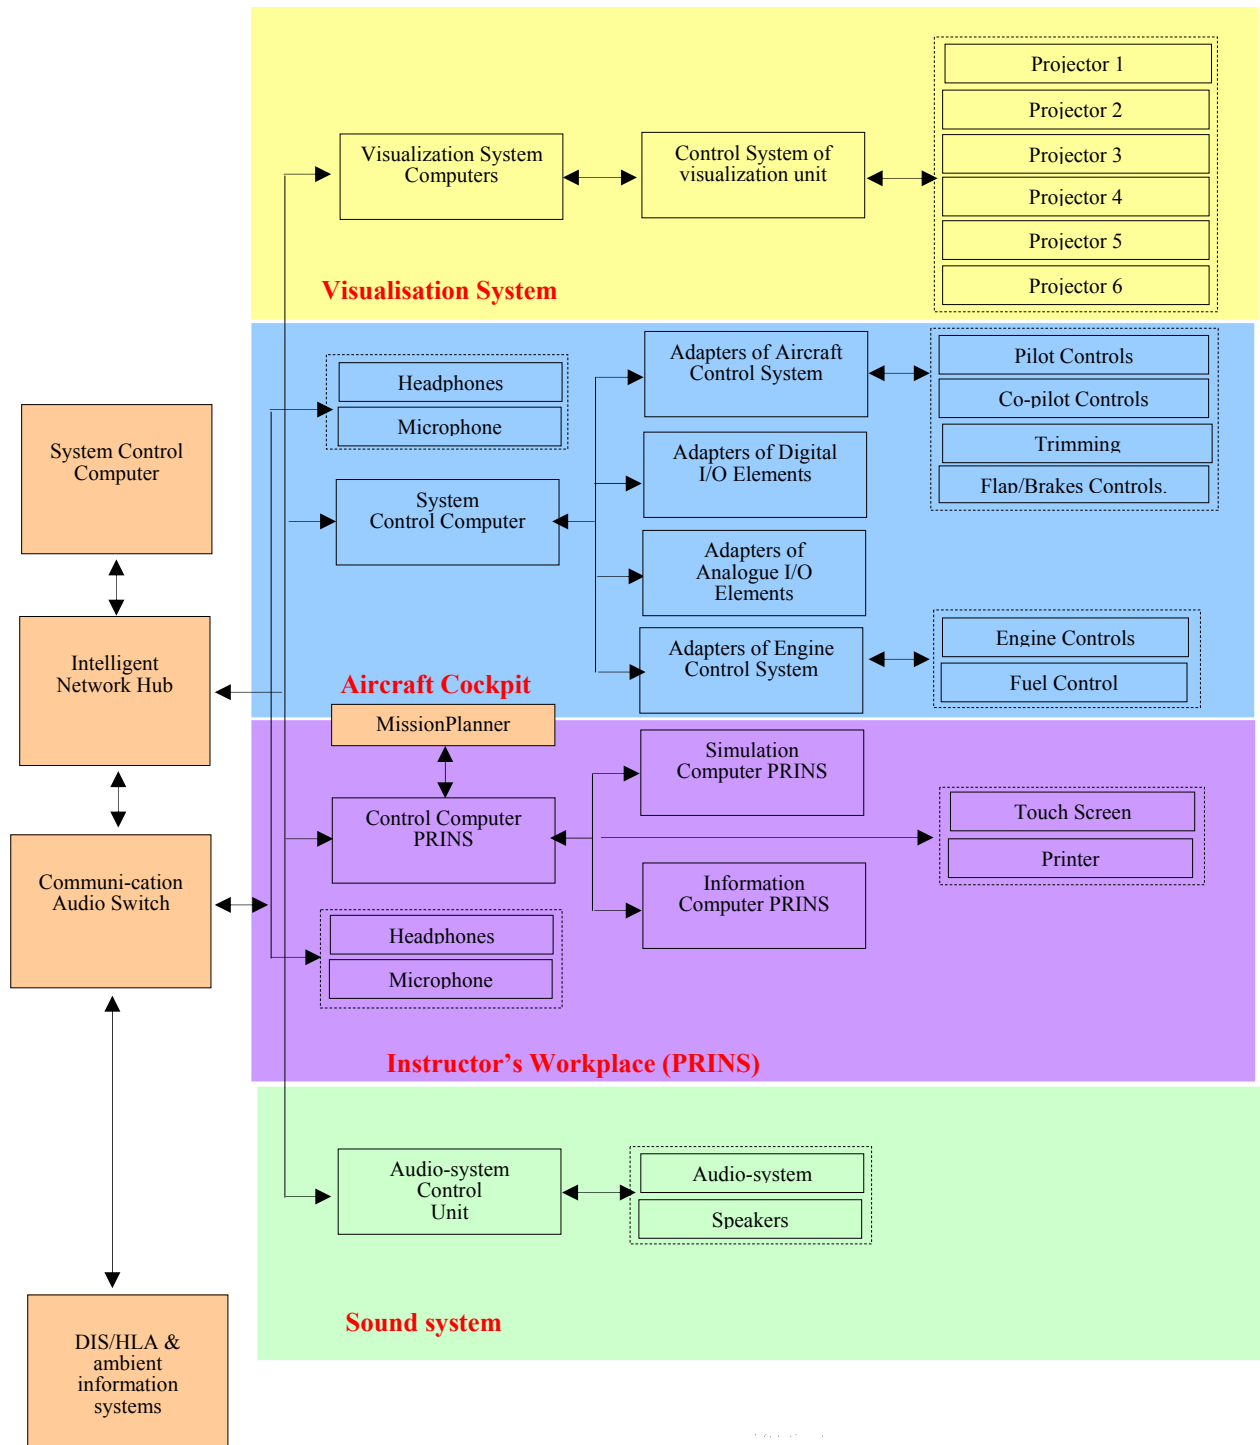 Projector 1
Projector 2
Projector 3
Projector 4
Projector 5
Projector 6
Visualization System
Computers
Control System of
visualization unit
Visualisation System
Headphones
Microphone
System
Control Computer
Adapters of Aircraft
Control System
Adapters of Digital
I/O Elements
Adapters of
Analogue I/O
Elements
Adapters of Engine
Control System
Pilot Controls
Co-pilot Controls
Trimming
Flap/Brakes Controls.
Engine Controls
Fuel Control
Aircraft Cockpit
System Control
Computer
Intelligent
Network Hub
Communi-cation
Audio Switch
DIS/HLA &
ambient
information
systems
MissionPlanner
Control Computer
PRINS
Simulation
Computer PRINS
Information
Computer PRINS
Touch Screen
Printer
Headphones
Microphone
Instructor’s Workplace (PRINS)
Audio-system
Control
Unit
Audio-system
Speakers
Sound system